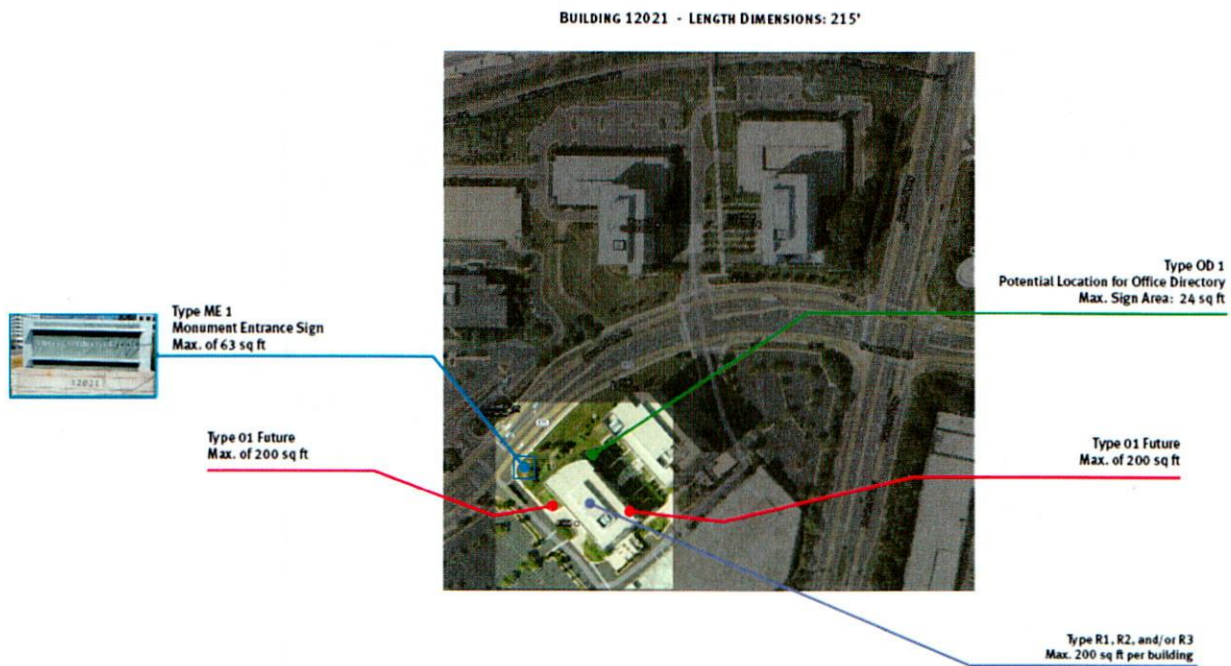 BUILDING 12021 - LENGTH DIMENSIONS: 215'
Type OD 1
Potential Location for Office Directory
Max. Sign Area: 24 sq ft
Type ME 1
Monument Entrance Sign
Max. of 63 sq ft
12021
Type 01 Future
Max. of 200 sq ft
Type 01 Future
Max. of 200 sq ft
Type R1, R2, and/or R3
Max. 200 sq ft per building